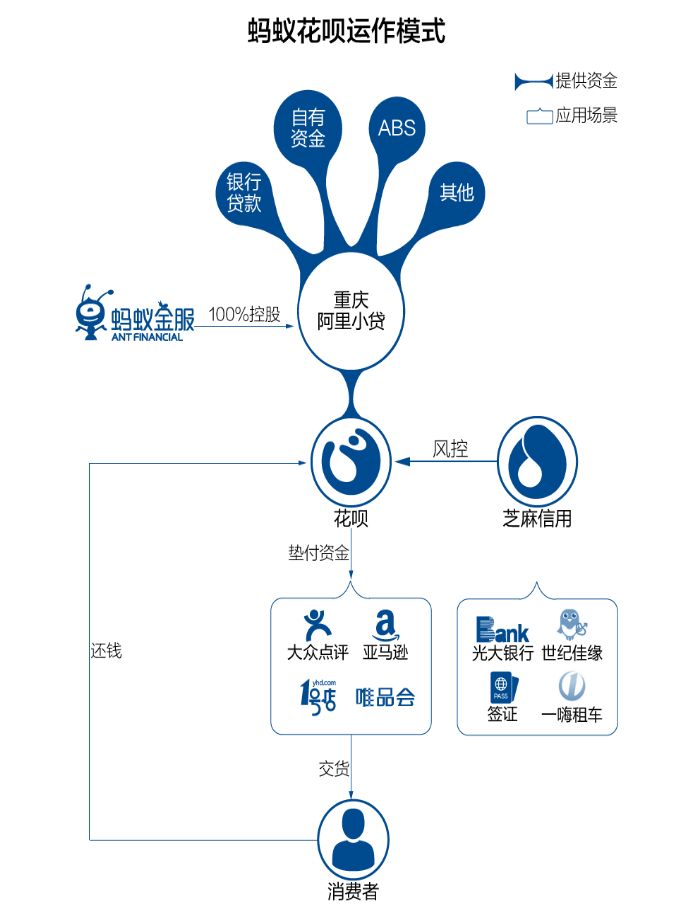 蚂蚁花呗运作模式
提供资金
应用场景
自有
资金
ABS
银行
贷款
其他
重庆
阿里小贷
蚂蚁金服
ANT FINANCIAL
100%控股
风控
花呗
芝麻信用
垫付资金
还钱
大众点评
a
亚马逊
yhd.com
1号店
唯品会
Bank
光大银行
世纪佳缘
PASS
签证
一嗨租车
交货
消费者